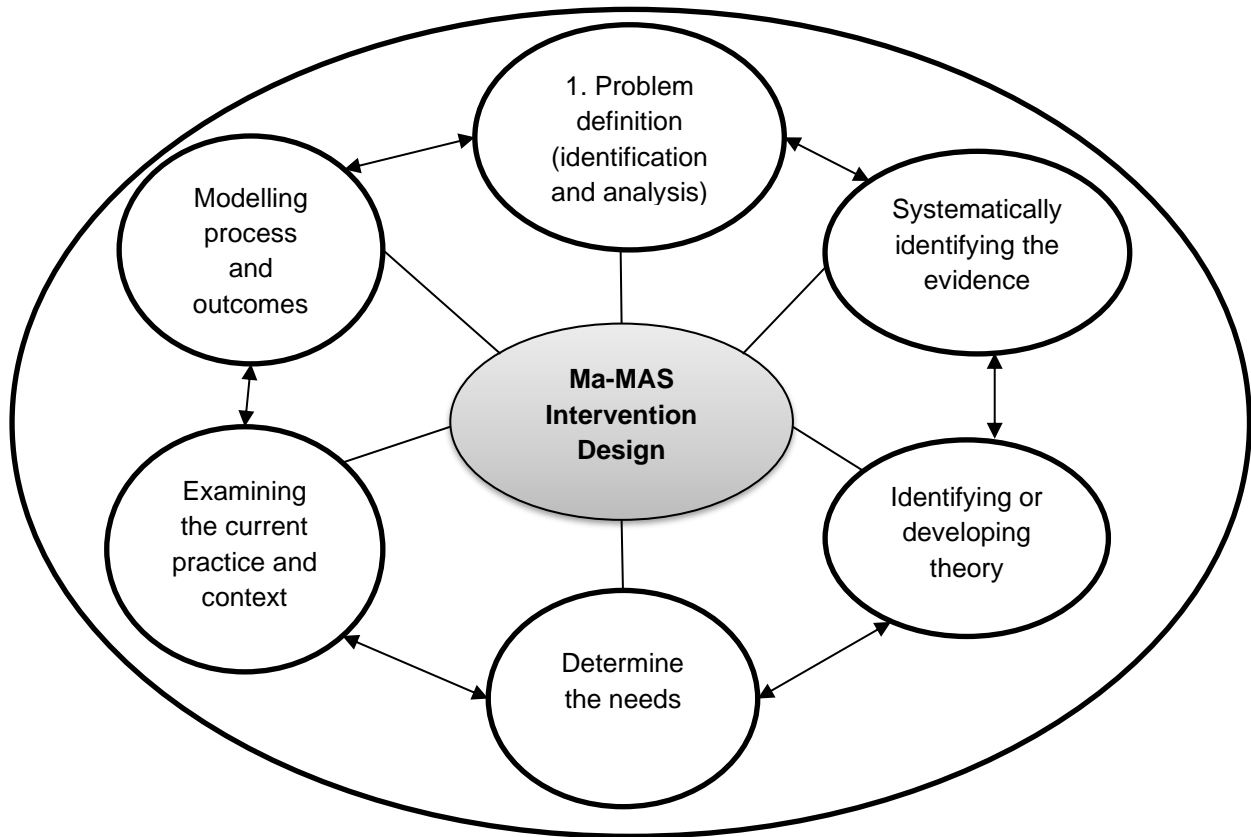 1. Problem
definition
(identification
and analysis)
Systematically
identifying the
evidence
Identifying or
developing
theory
Determine
the needs
Examining
the current
practice and
context
Modelling
process
and
outcomes
Ma-MAS
Intervention
Design